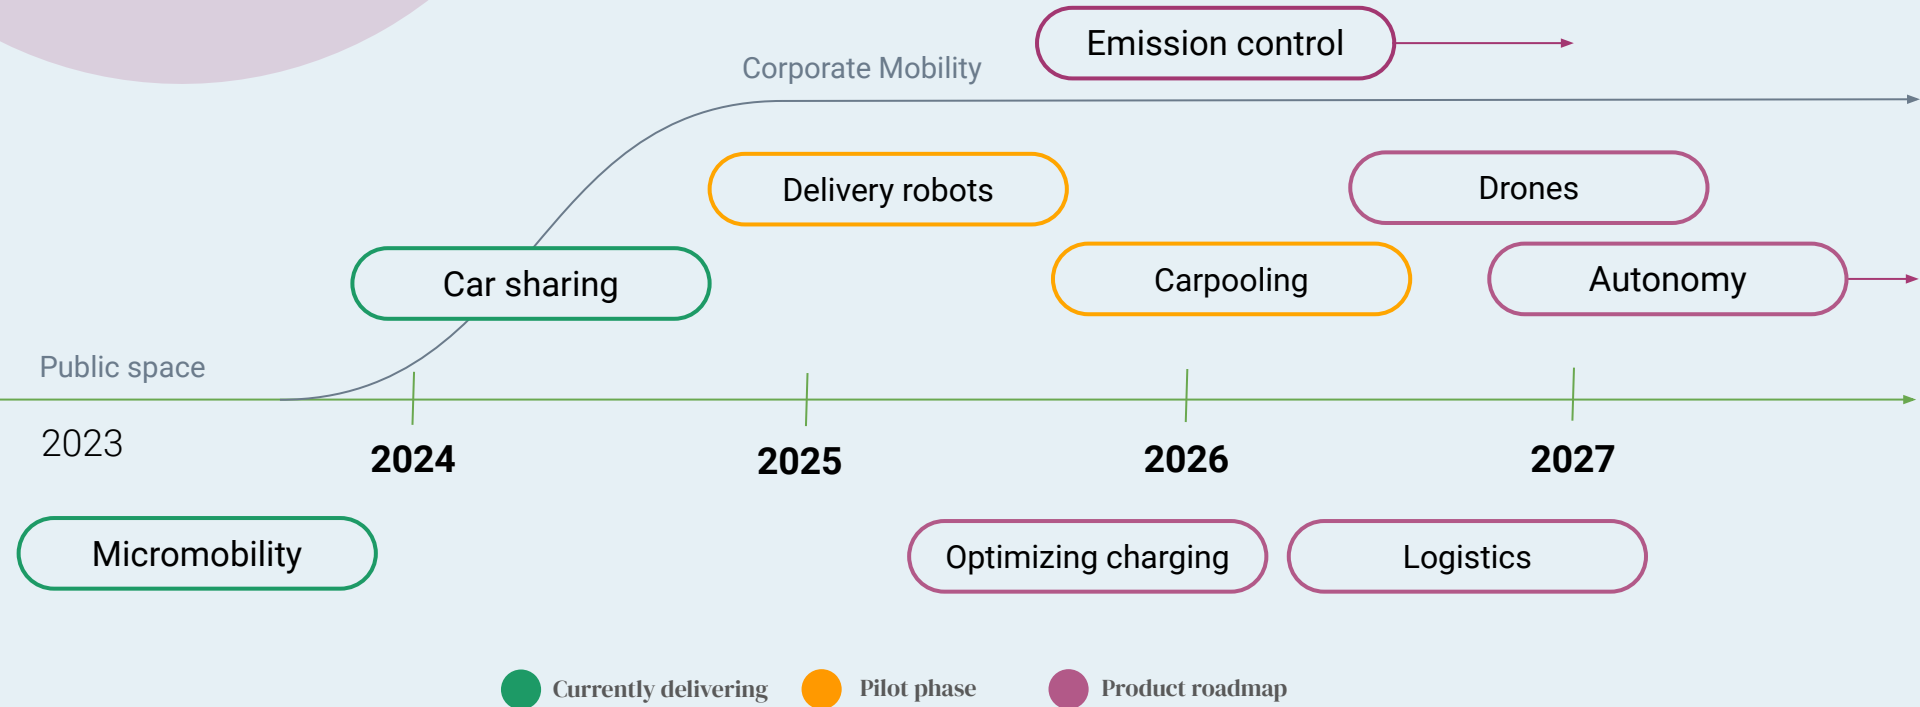 Emission control
Corporate Mobility
Delivery robots
Drones
Car sharing
Carpooling
Autonomy
Public space
2023
2024
2025
2026
2027
Micromobility
Optimizing charging
Logistics
Currently delivering
Pilot phase
Product roadmap